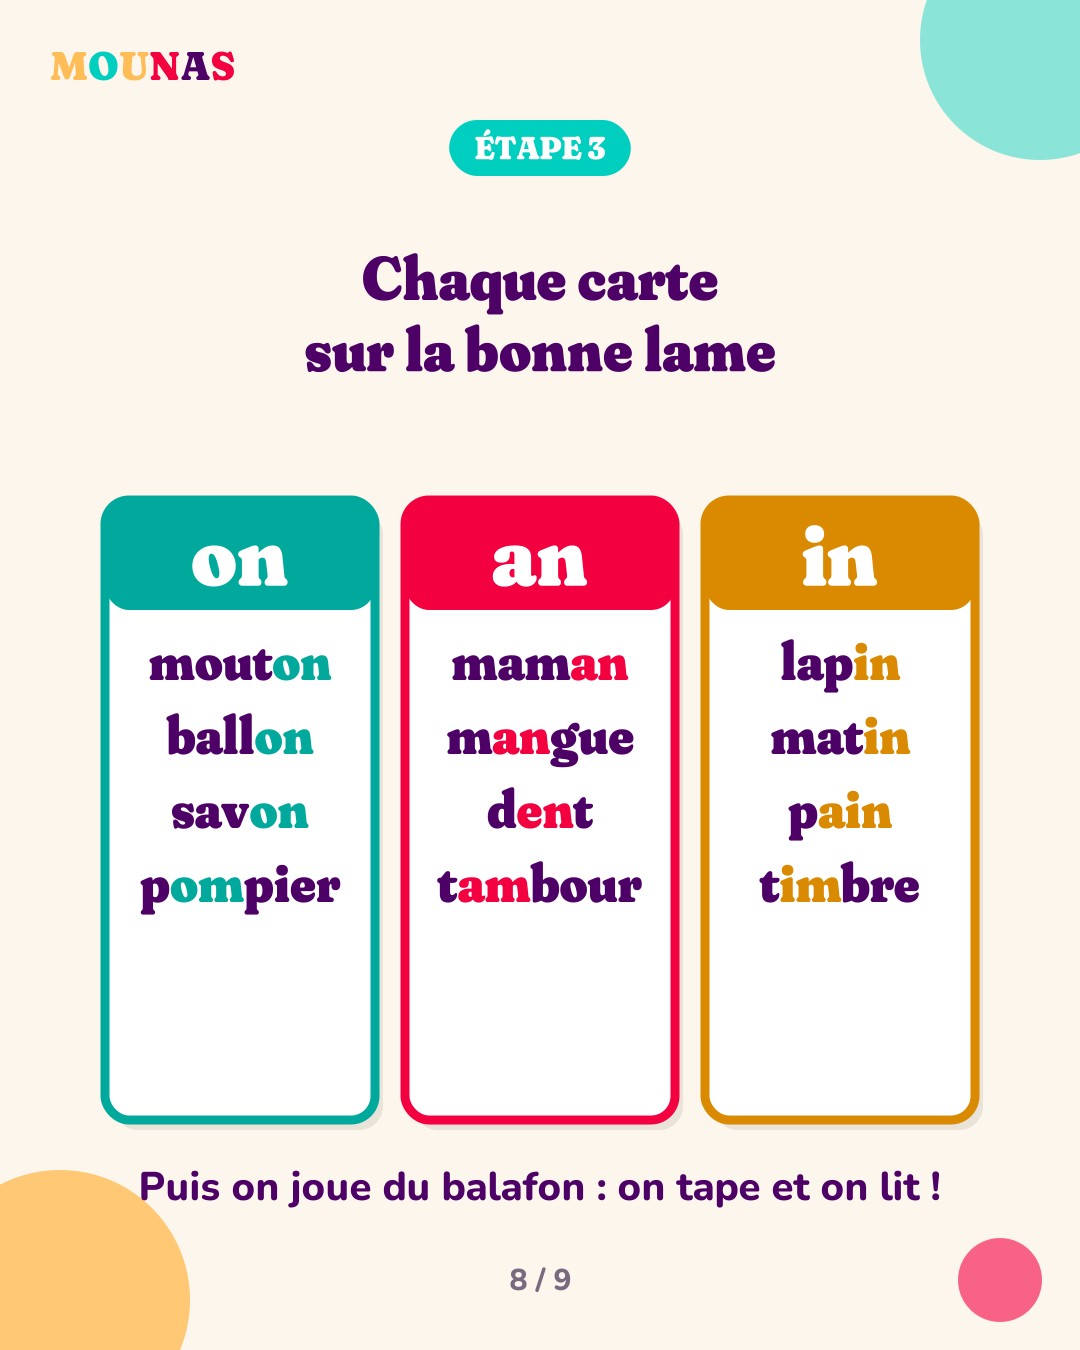 MOUNAS
ÉTAPE 3
Chaque carte
sur la bonne lame
on
mouton
ballon
savon
pompier
an
maman
mangue
dent
tambour
in
lapin
matin
pain
timbre
Puis on joue du balafon : on tape et on lit !
8 / 9